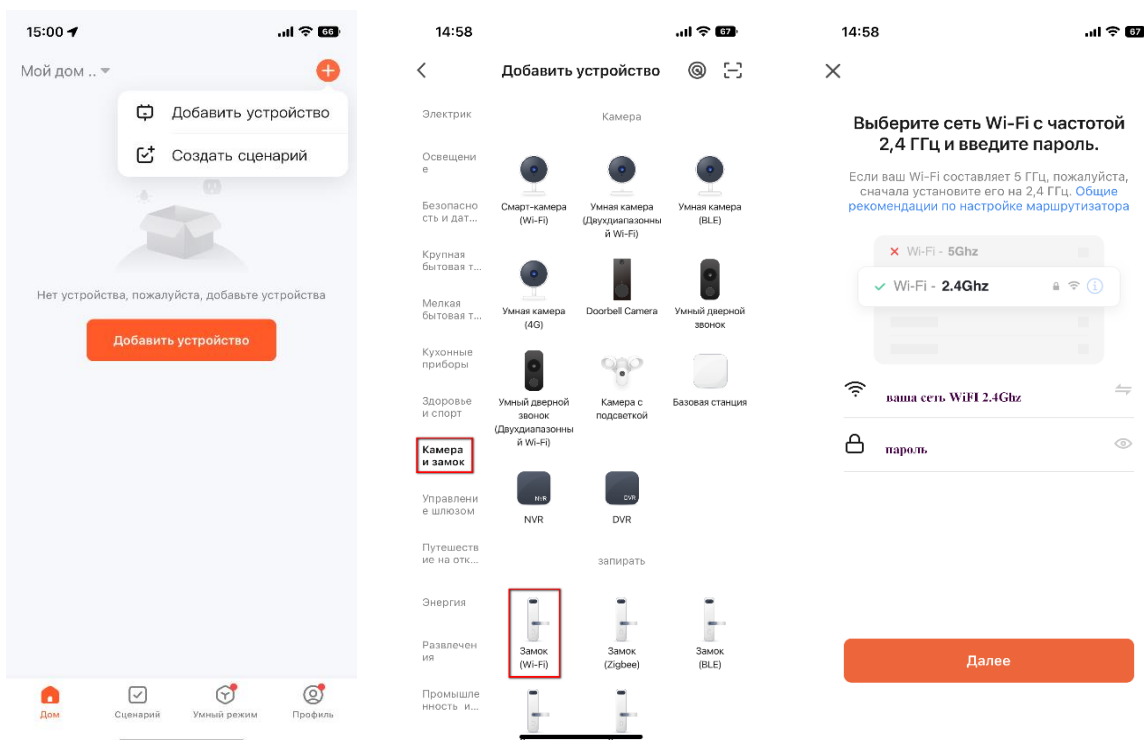 15:00
66
Мой дом ..
Добавить устройство
Создать сценарий
Нет устройства, пожалуйста, добавьте устройства
Добавить устройство
Дом
Сценарий
Умный режим
Профиль
14:58
67
Добавить устройство
Электрик
Освещени
е
Безопасно
сть и дат...
Крупная
бытовая т...
Мелкая
бытовая т...
Кухонные
приборы
Здоровье
и спорт
Камера
и замок
Управлени
е шлюзом
Путешеств
ие на отк...
Энергия
Развлечен
ия
Промышле
нность и...
Камера
Смарт-камера
(Wi-Fi)
Умная камера
(Двухдиапазонны
й Wi-Fi)
Умная камера
(BLE)
Умная камера
(4G)
Doorbell Camera
Умный дверной
звонок
Умный дверной
звонок
(Двухдиапазонны
й Wi-Fi)
Камера с
подсветкой
Базовая станция
NVR
NVR
DVR
DVR
запирать
Замок
(Wi-Fi)
Замок
(Zigbee)
Замок
(BLE)
14:58
67
Выберите сеть Wi-Fi с частотой
2,4 ГГц и введите пароль.
Если ваш Wi-Fi составляет 5 ГГц, пожалуйста,
сначала установите его на 2,4 ГГц. Общие
рекомендации по настройке маршрутизатора
Wi-Fi - 5Ghz
Wi-Fi - 2.4Ghz
ваша сеть WiFI 2.4Ghz
пароль
Далее